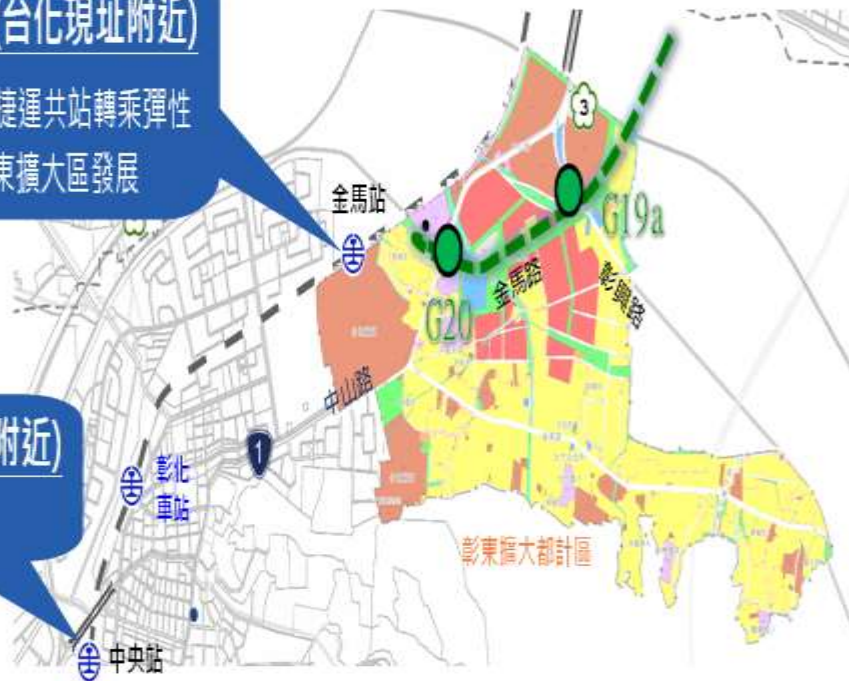 (台化現址附近)
捷運共站轉乘彈性
東擴大區發展
金馬站
3
G19a
金馬路
彰興路
G20
中山路
1
附近)
彰化
車站
彰東擴大都計區
中央站